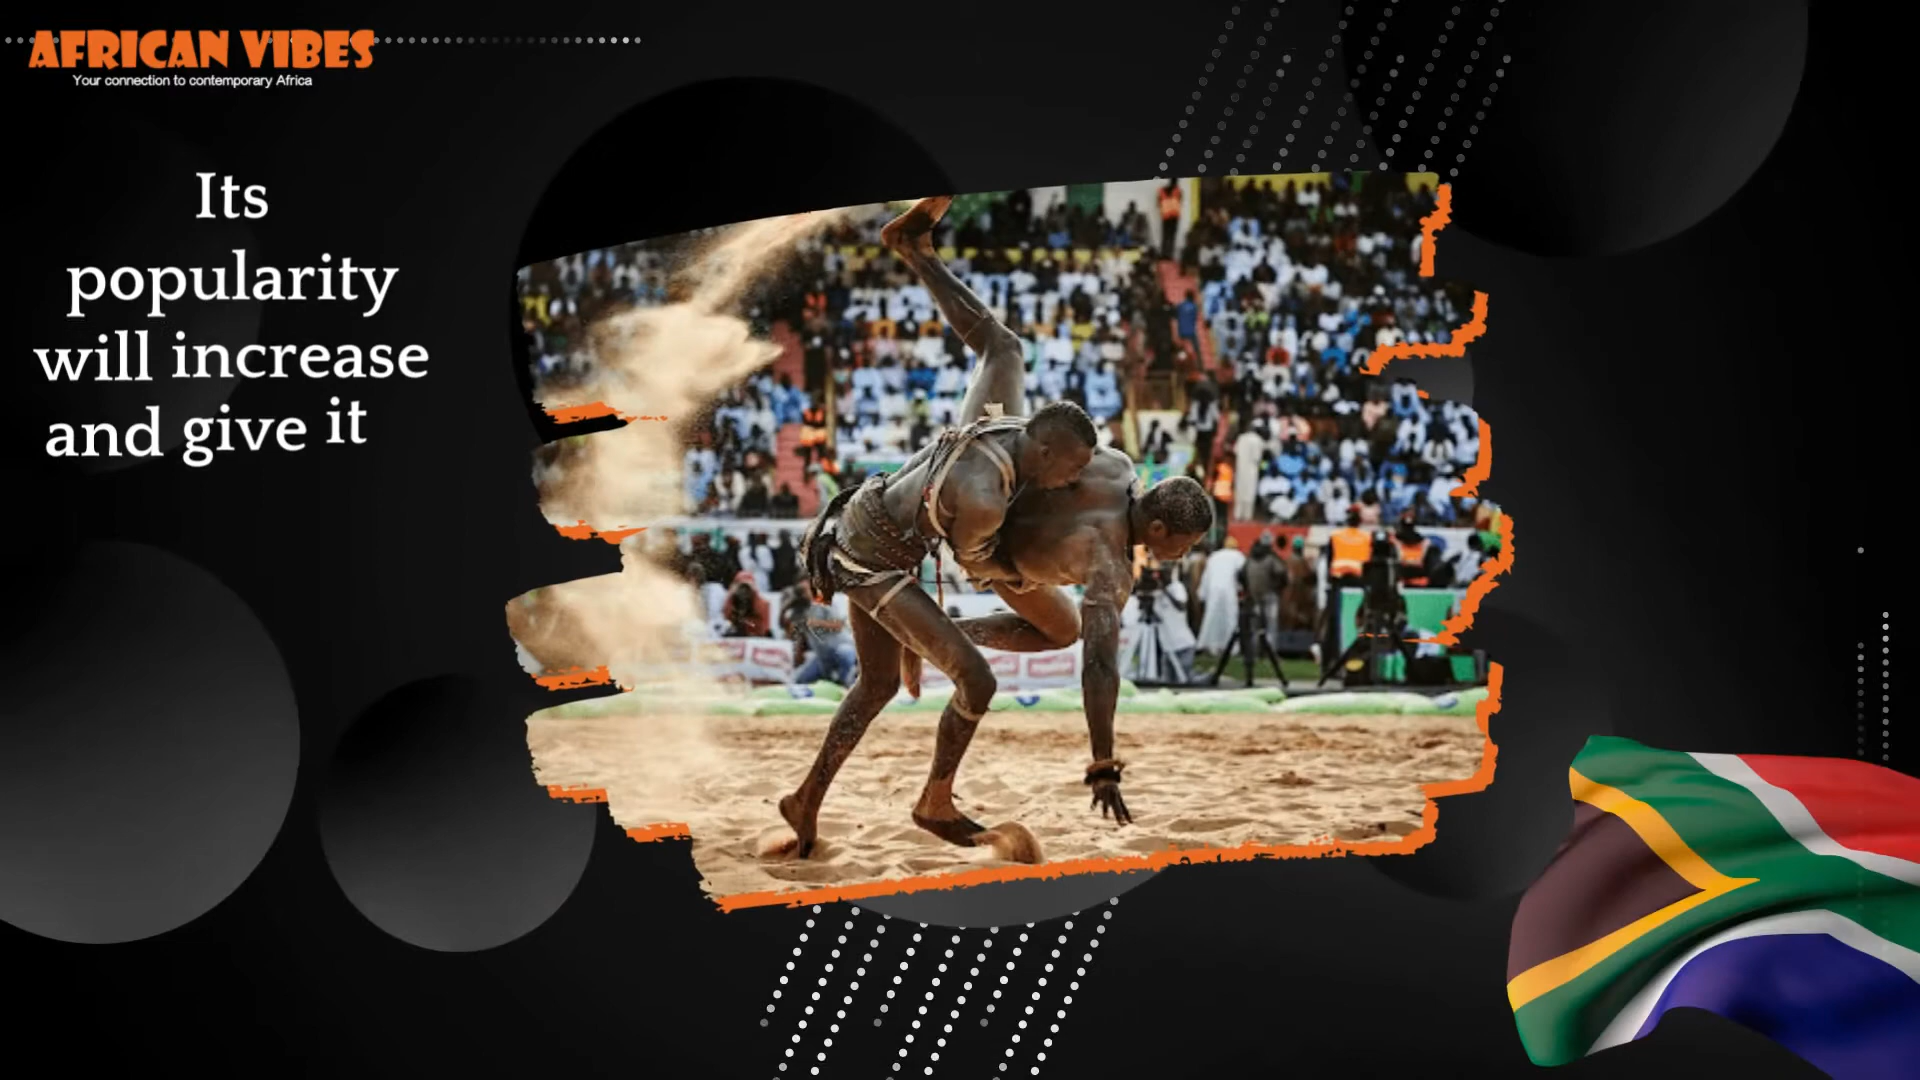 AFRICAN VIBES
Your connection to contemporary Africa
Its
popularity
will increase
and give it